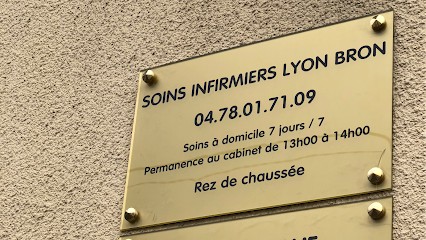 SOINS INFIRMIERS LYON BRON
04.78.01.71.09
Soins à domicile 7 jours / 7
Permanence au cabinet de 13h00 à 14h00
Rez de chaussée